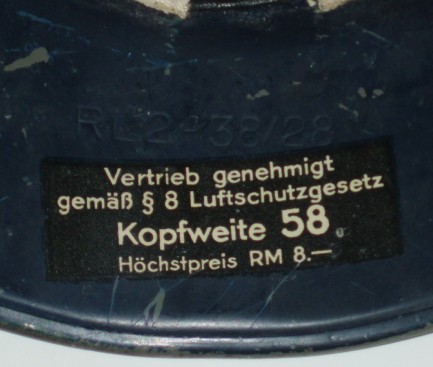 RL2-38/28
Vertrieb genehmigt
gemäß § 8 Luftschutzgesetz
Kopfweite 58
Höchstpreis RM 8.—